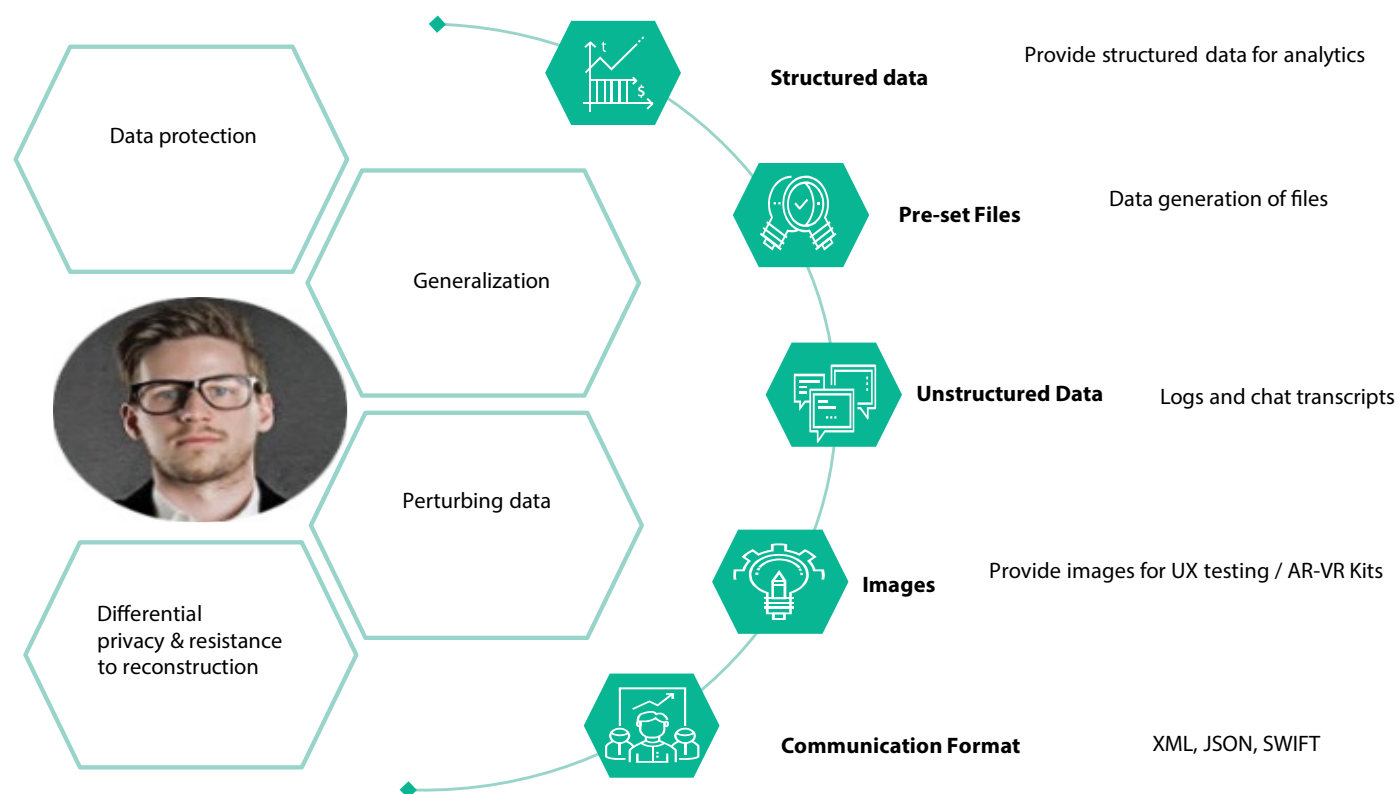 Data protection
Generalization
Perturbing data
Differential
privacy & resistance
to reconstruction
t
$
Structured data
Provide structured data for analytics
Pre-set Files
Data generation of files
Unstructured Data
Logs and chat transcripts
Images
Provide images for UX testing / AR-VR Kits
Communication Format
XML, JSON, SWIFT